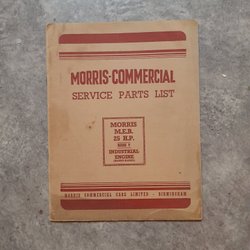 MORRIS-COMMERCIAL
SERVICE PARTS LIST
MORRIS
M.E.B.
25 H.P.
INDUSTRIAL
ENGINE
MORRIS COMMERCIAL CARS LIMITED - BIRMINGHAM